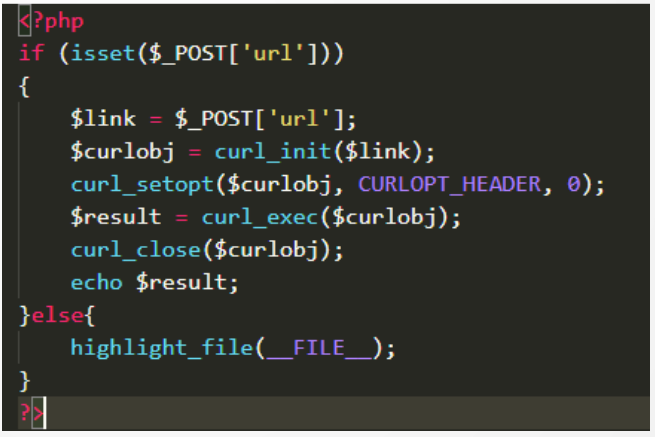 <?php
if (isset($_POST['url']))
{
    $link = $_POST['url'];
    $curlobj = curl_init($link);
    curl_setopt($curlobj, CURLOPT_HEADER, 0);
    $result = curl_exec($curlobj);
    curl_close($curlobj);
    echo $result;
}else{
    highlight_file(__FILE__);
}
?>